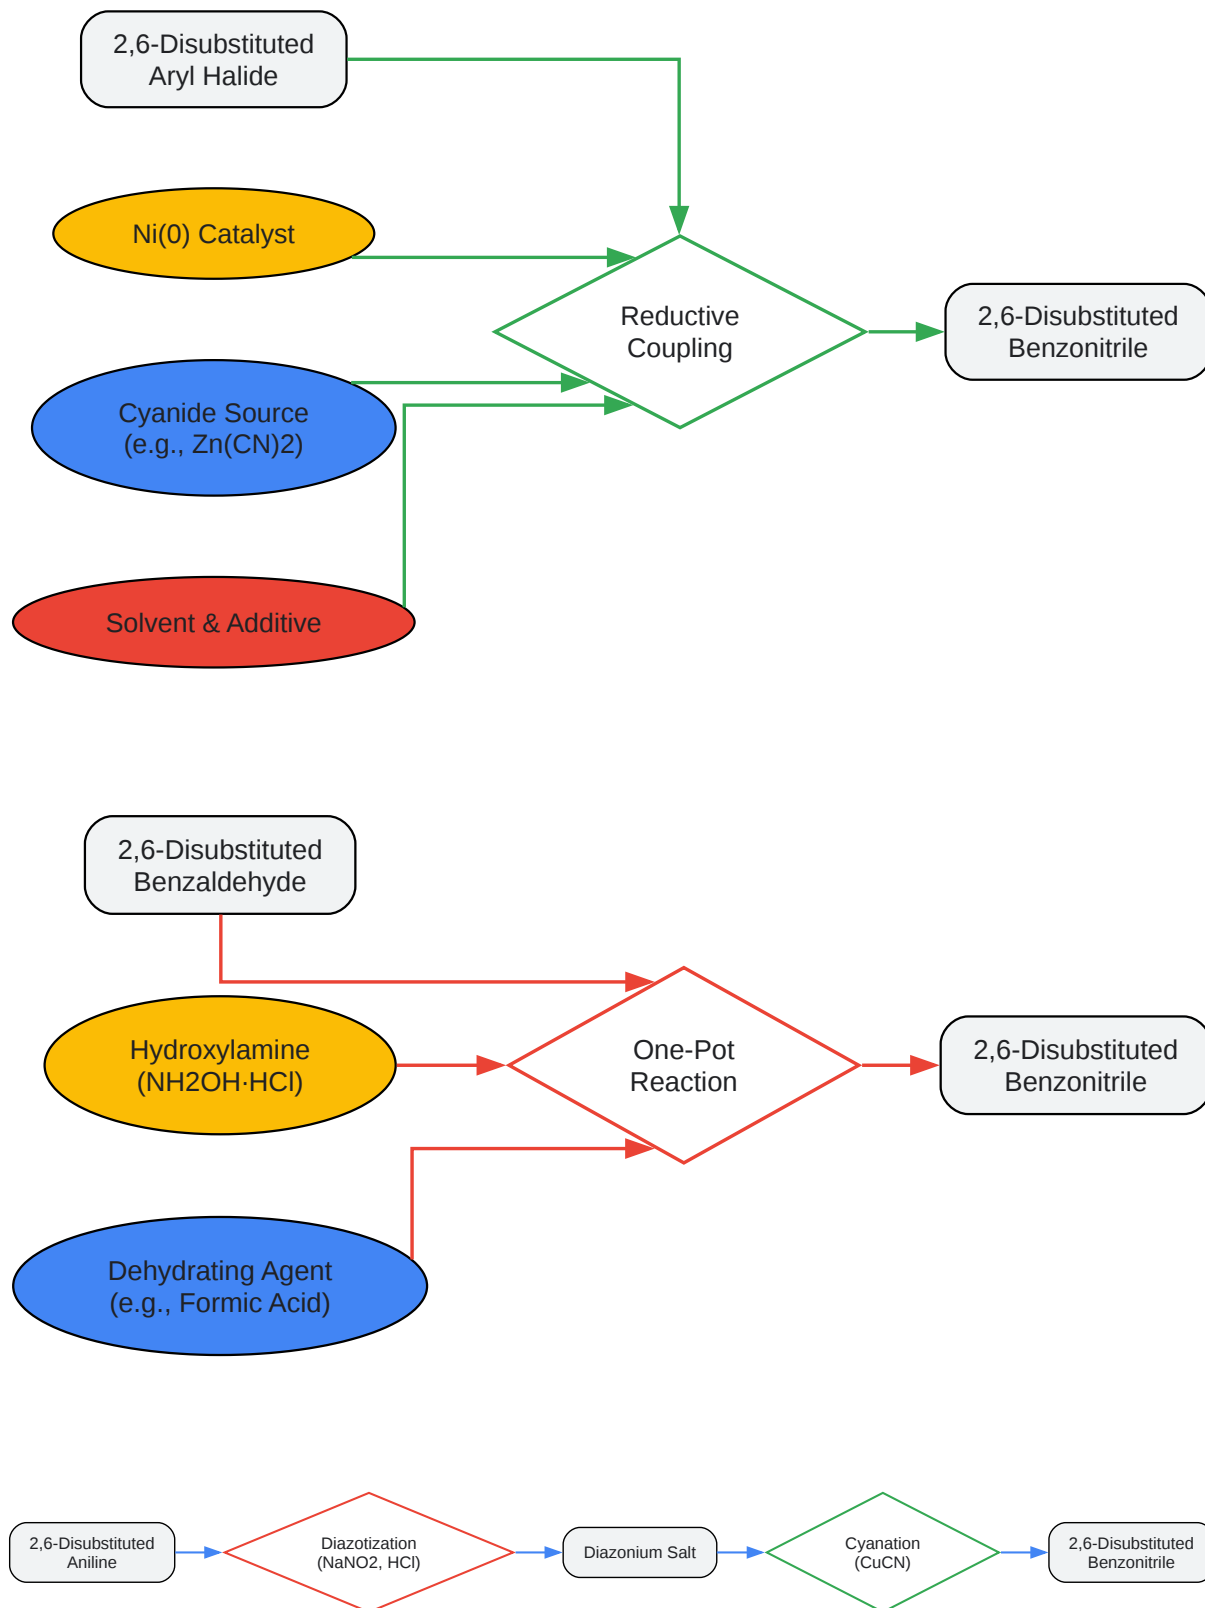 2,6-Disubstituted
Aryl Halide
Ni(0) Catalyst
Reductive
Coupling
2,6-Disubstituted
Benzonitrile
Cyanide Source
(e.g., Zn(CN)2)
Solvent & Additive
2,6-Disubstituted
Benzaldehyde
Hydroxylamine
(NH2OH·HCl)
One-Pot
Reaction
2,6-Disubstituted
Benzonitrile
Dehydrating Agent
(e.g., Formic Acid)
2,6-Disubstituted
Aniline
Diazotization
(NaNO2, HCl)
Diazonium Salt
Cyanation
(CuCN)
2,6-Disubstituted
Benzonitrile